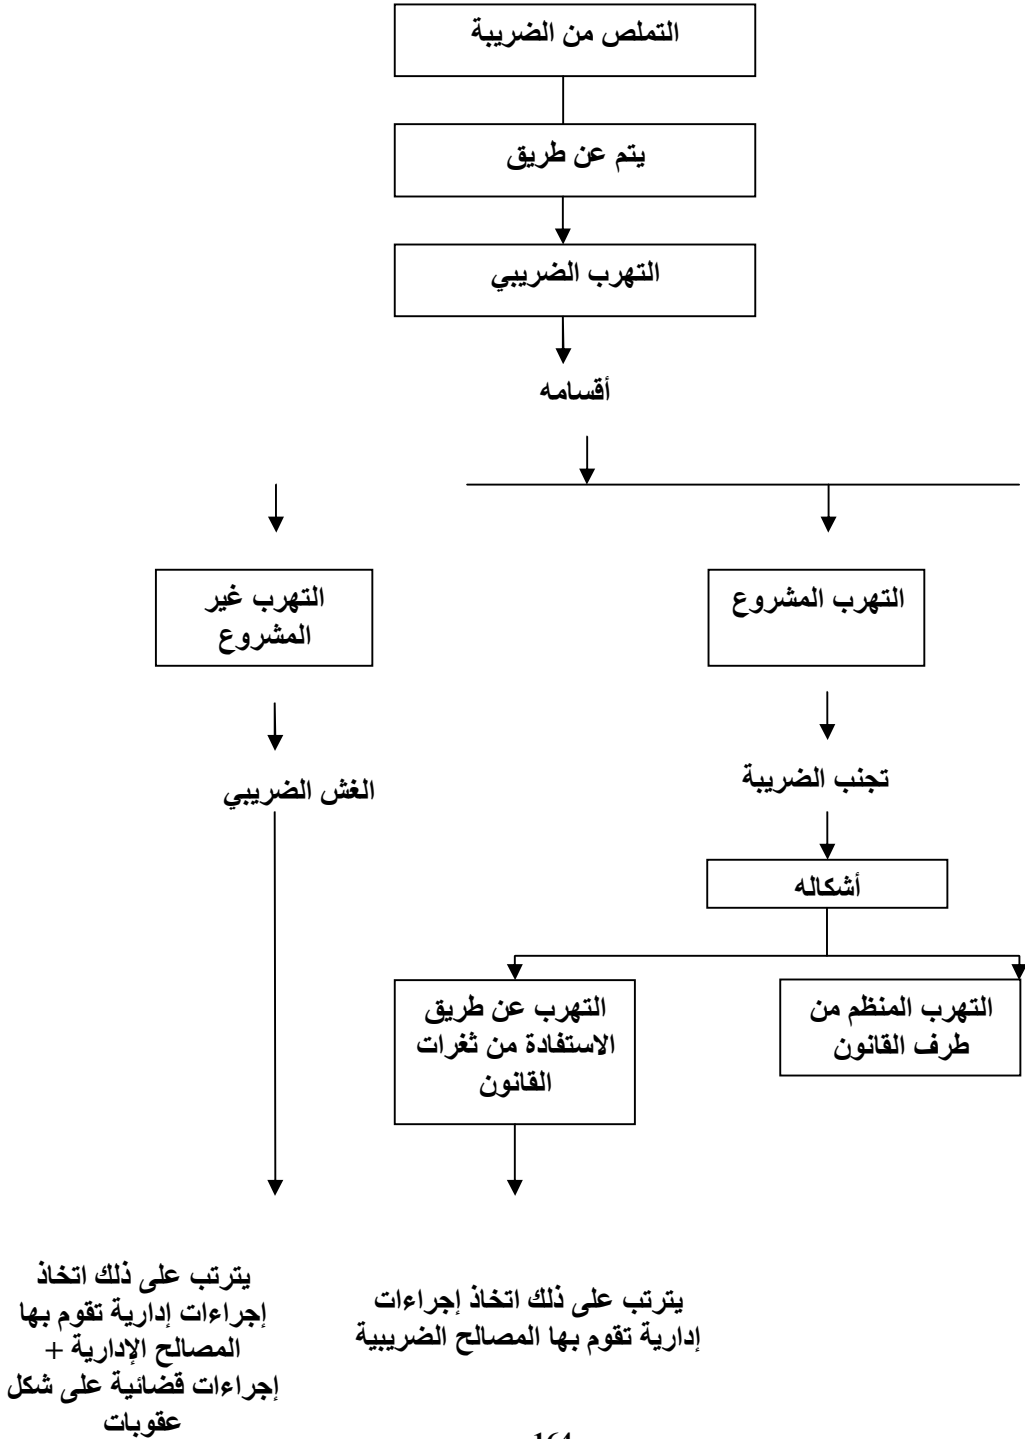 التملص من الضريبة
يتم عن طريق
التهرب الضريبي
أقسامه
التهرب المشروع
التهرب غير
المشروع
تجنب الضريبة
الغش الضريبي
أشكاله
التهرب المنظم من
طرف القانون
التهرب عن طريق
الاستفادة من ثغرات
القانون
يترتب على ذلك اتخاذ إجراءات
إدارية تقوم بها المصالح الضريبية
يترتب على ذلك اتخاذ
إجراءات إدارية تقوم بها
المصالح الإدارية +
إجراءات قضائية على شكل
عقوبات
164